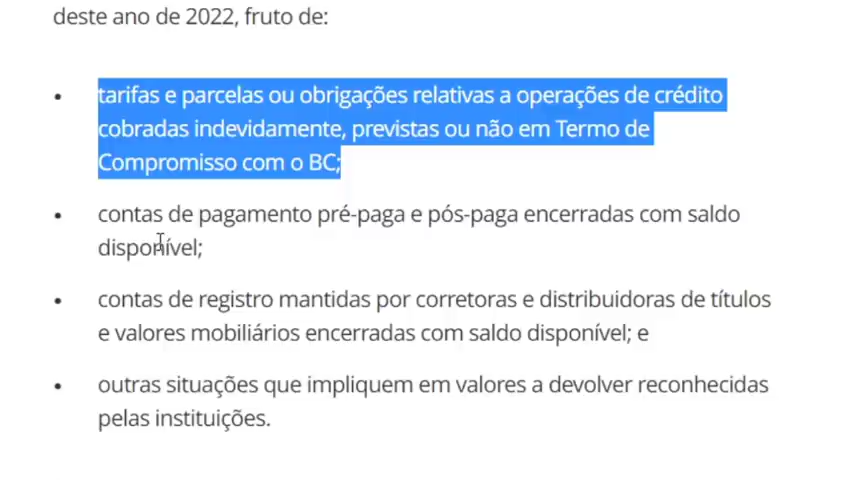 deste ano de 2022, fruto de:
• tarifas e parcelas ou obrigações relativas a operações de crédito
cobradas indevidamente, previstas ou não em Termo de
Compromisso com o BC;
• contas de pagamento pré-paga e pós-paga encerradas com saldo
disponível;
• contas de registro mantidas por corretoras e distribuidoras de títulos
e valores mobiliários encerradas com saldo disponível; e
• outras situações que impliquem em valores a devolver reconhecidas
pelas instituições.